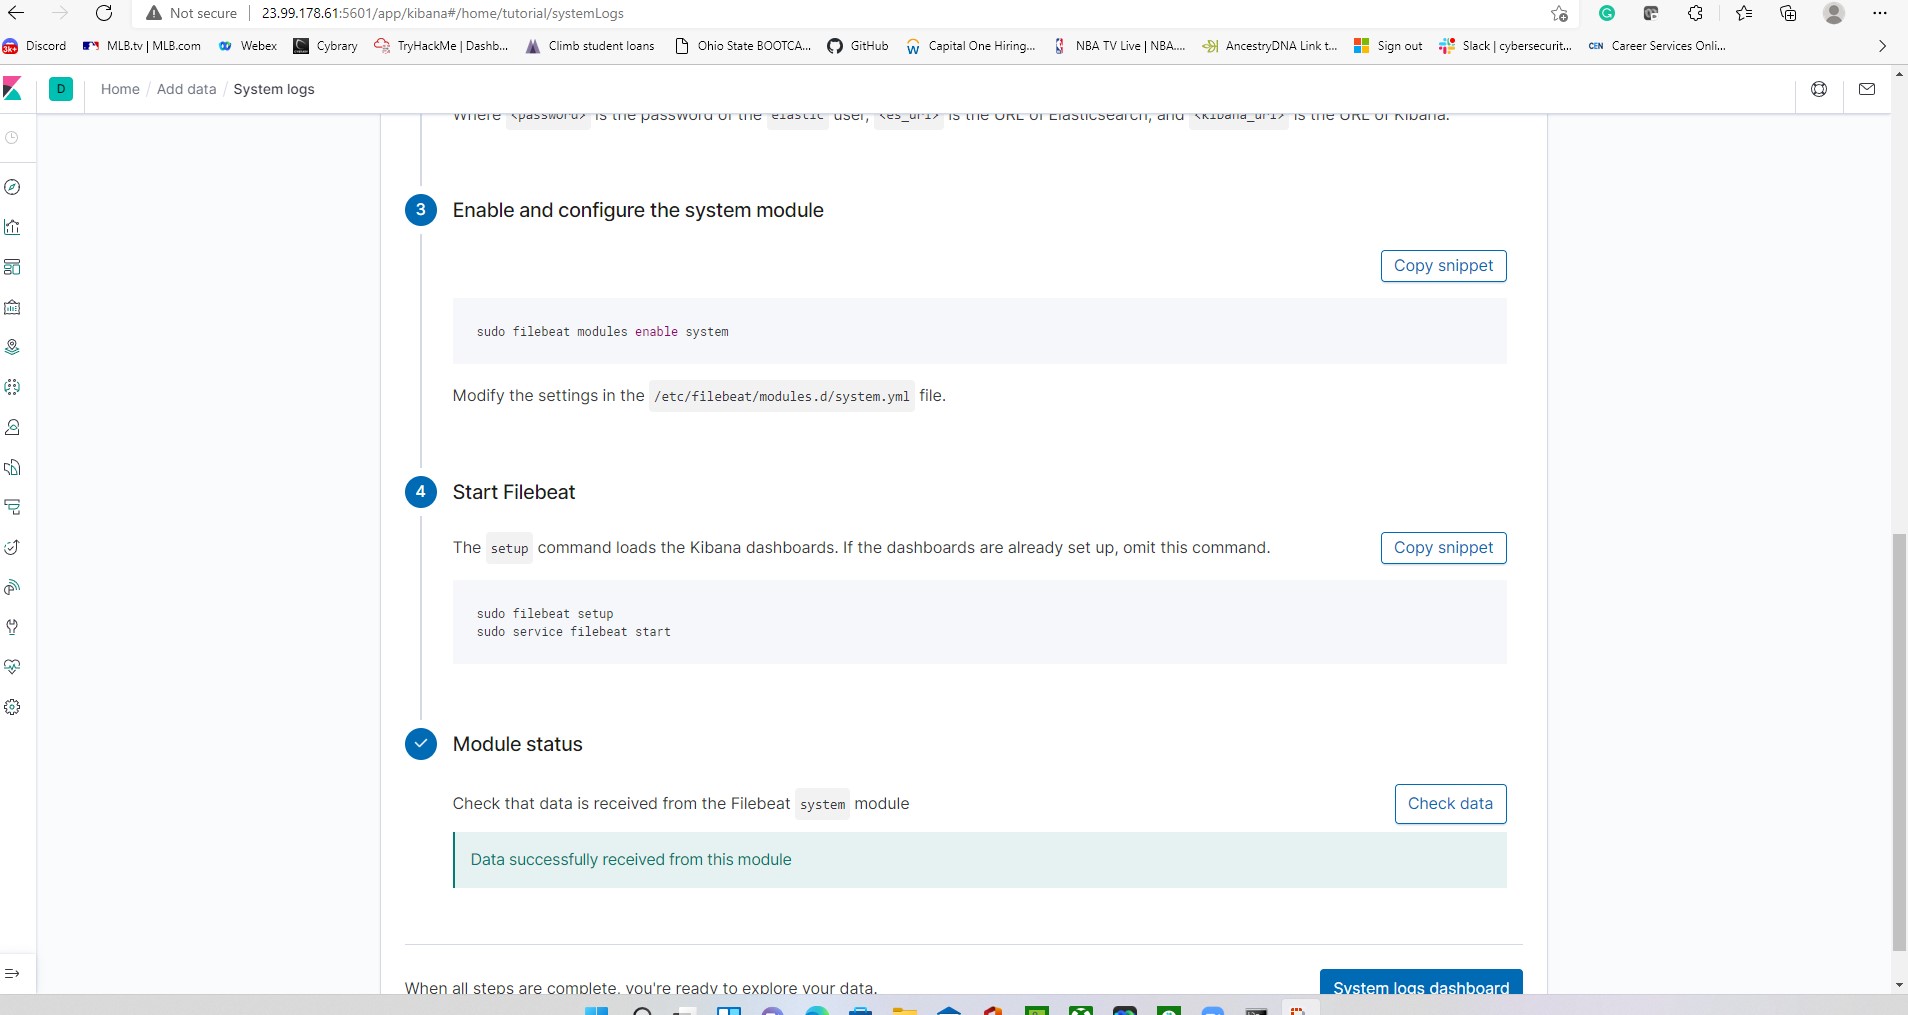 Not secure
23.99.178.61:5601/app/kibana#/home/tutorial/systemLogs
3k+
Discord
MLB.tv | MLB.com
Webex
Cybrary
TryHackMe | Dashb...
Climb student loans
Ohio State BOOTCA...
GitHub
Capital One Hiring...
NBA TV Live | NBA....
AncestryDNA Link t...
Sign out
Slack | cybersecurit...
CEN
Career Services Onli...
D
Home / Add data / System logs
Where <password> is the password of the elastic user, <es_url> is the URL of Elasticsearch, and <kibana_url> is the URL of Kibana.
3
Enable and configure the system module
Copy snippet
sudo filebeat modules enable system
Modify the settings in the /etc/filebeat/modules.d/system.yml file.
4
Start Filebeat
The setup command loads the Kibana dashboards. If the dashboards are already set up, omit this command.
Copy snippet
sudo filebeat setup
sudo service filebeat start
Module status
Check that data is received from the Filebeat system module
Check data
Data successfully received from this module
When all steps are complete, you're ready to explore your data.
System logs dashboard